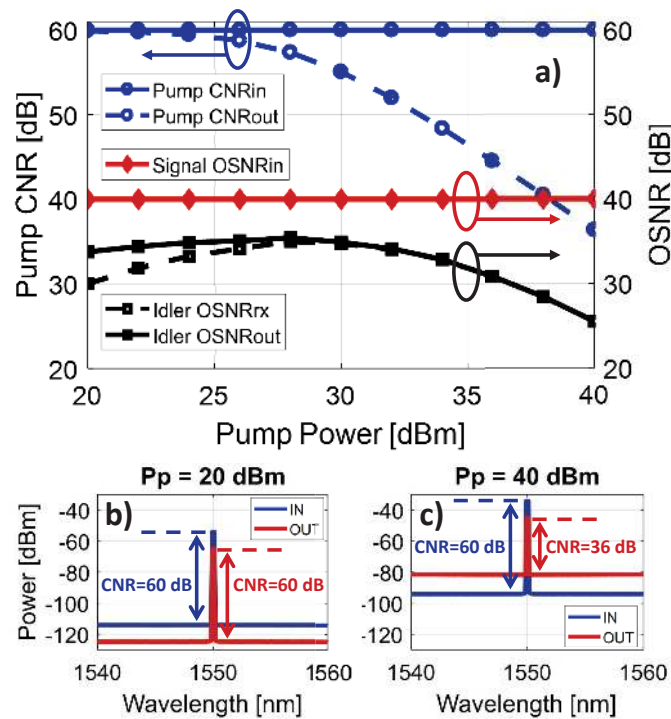 60
50
40
30
20
Pump CNR [dB]
a)
Pump CNRin
Pump CNRout
Signal OSNRin
Idler OSNRrx
Idler OSNRout
60
50
40
30
20
OSNR [dB]
20
25
30
35
40
Pump Power [dBm]
Pp = 20 dBm
b)
IN
OUT
CNR=60 dB
CNR=60 dB
-40
-60
-80
-100
-120
Power [dBm]
1540
1550
1560
Wavelength [nm]
Pp = 40 dBm
c)
CNR=60 dB
CNR=36 dB
IN
OUT
-40
-60
-80
-100
-120
1540
1550
1560
Wavelength [nm]